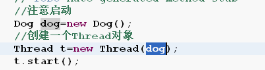 //注意启动
Dog dog=new Dog();
//创建一个Thread对象
Thread t=new Thread(dog);
t.start();